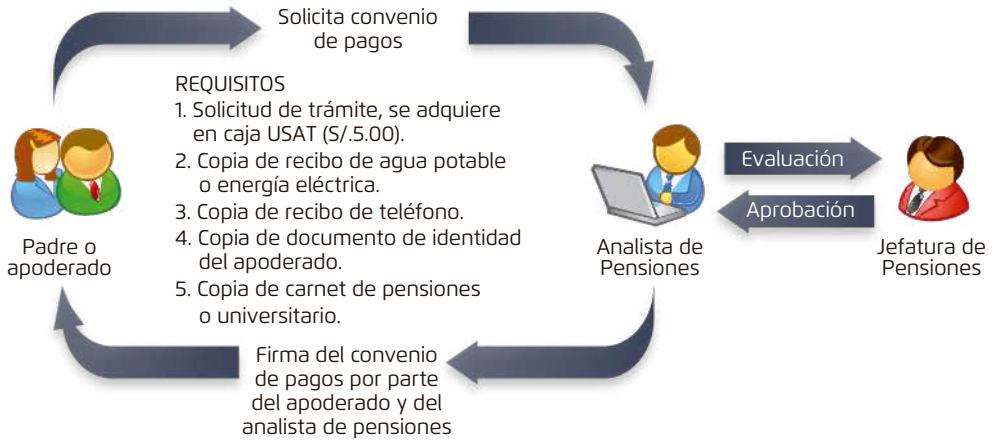 Solicita convenio
de pagos
REQUISITOS
1. Solicitud de trámite, se adquiere
en caja USAT (S/.5.00).
2. Copia de recibo de agua potable
o energía eléctrica.
3. Copia de recibo de teléfono.
4. Copia de documento de identidad
del apoderado.
5. Copia de carnet de pensiones
o universitario.
Padre o
apoderado
Analista de
Pensiones
Evaluación
Aprobación
Jefatura de
Pensiones
Firma del convenio
de pagos por parte
del apoderado y del
analista de pensiones